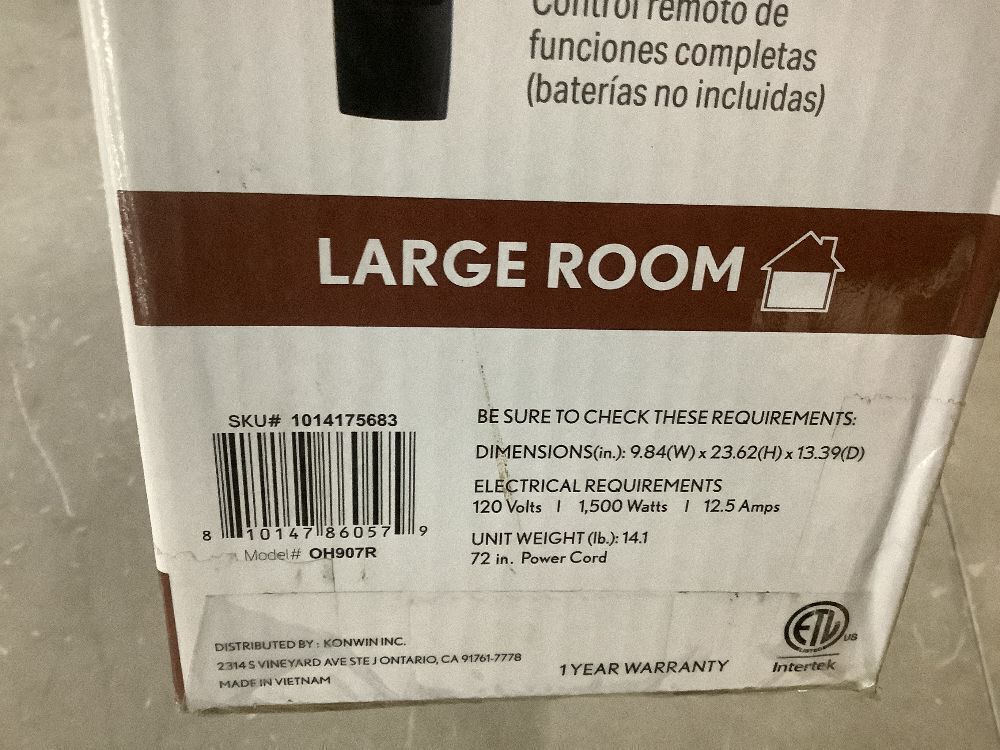 Control remoto de
funciones completas
(baterías no incluidas)
LARGE ROOM
SKU# 1014175683
8 10147 86057 9
Model# OH907R
BE SURE TO CHECK THESE REQUIREMENTS:
DIMENSIONS(in.): 9.84(W) x 23.62(H) x 13.39(D)
ELECTRICAL REQUIREMENTS
120 Volts I 1,500 Watts I 12.5 Amps
UNIT WEIGHT (lb.): 14.1
72 in. Power Cord
DISTRIBUTED BY : KONWIN INC.
2314 S VINEYARD AVE STE J ONTARIO, CA 91761-7778
MADE IN VIETNAM
1 YEAR WARRANTY
ETL
LISTED
US
Intertek